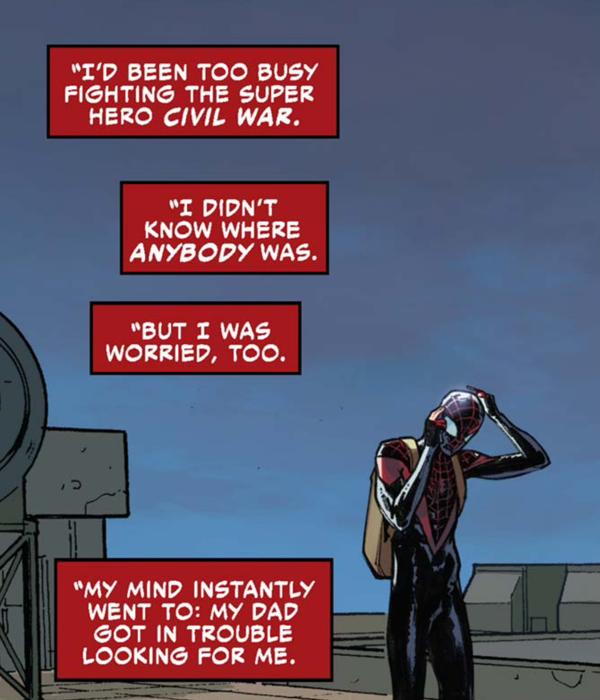 "I'D BEEN TOO BUSY
FIGHTING THE SUPER
HERO CIVIL WAR.
"I DIDN'T
KNOW WHERE
ANYBODY WAS.
"BUT I WAS
WORRIED, TOO.
"MY MIND INSTANTLY
WENT TO: MY DAD
GOT IN TROUBLE
LOOKING FOR ME.